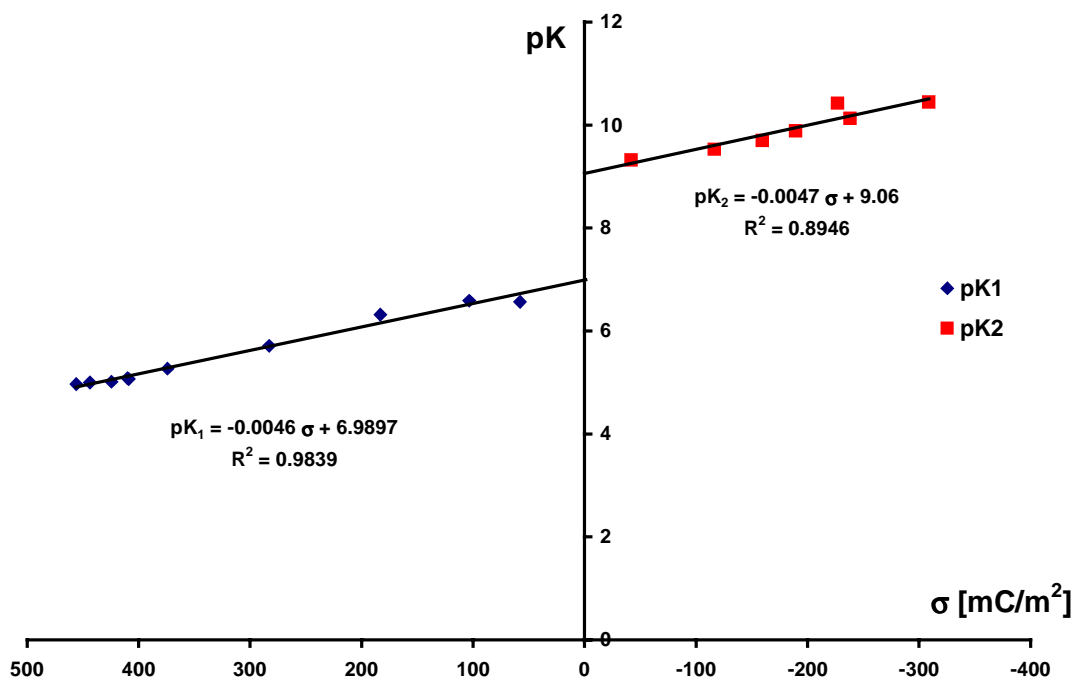 12
pK
10
pK₂ = -0.0047 σ + 9.06
R² = 0.8946
8
pK1
pK2
6
pK₁ = -0.0046 σ + 6.9897
R² = 0.9839
4
2
σ [mC/m²]
0
500 400 300 200 100 0 -100 -200 -300 -400